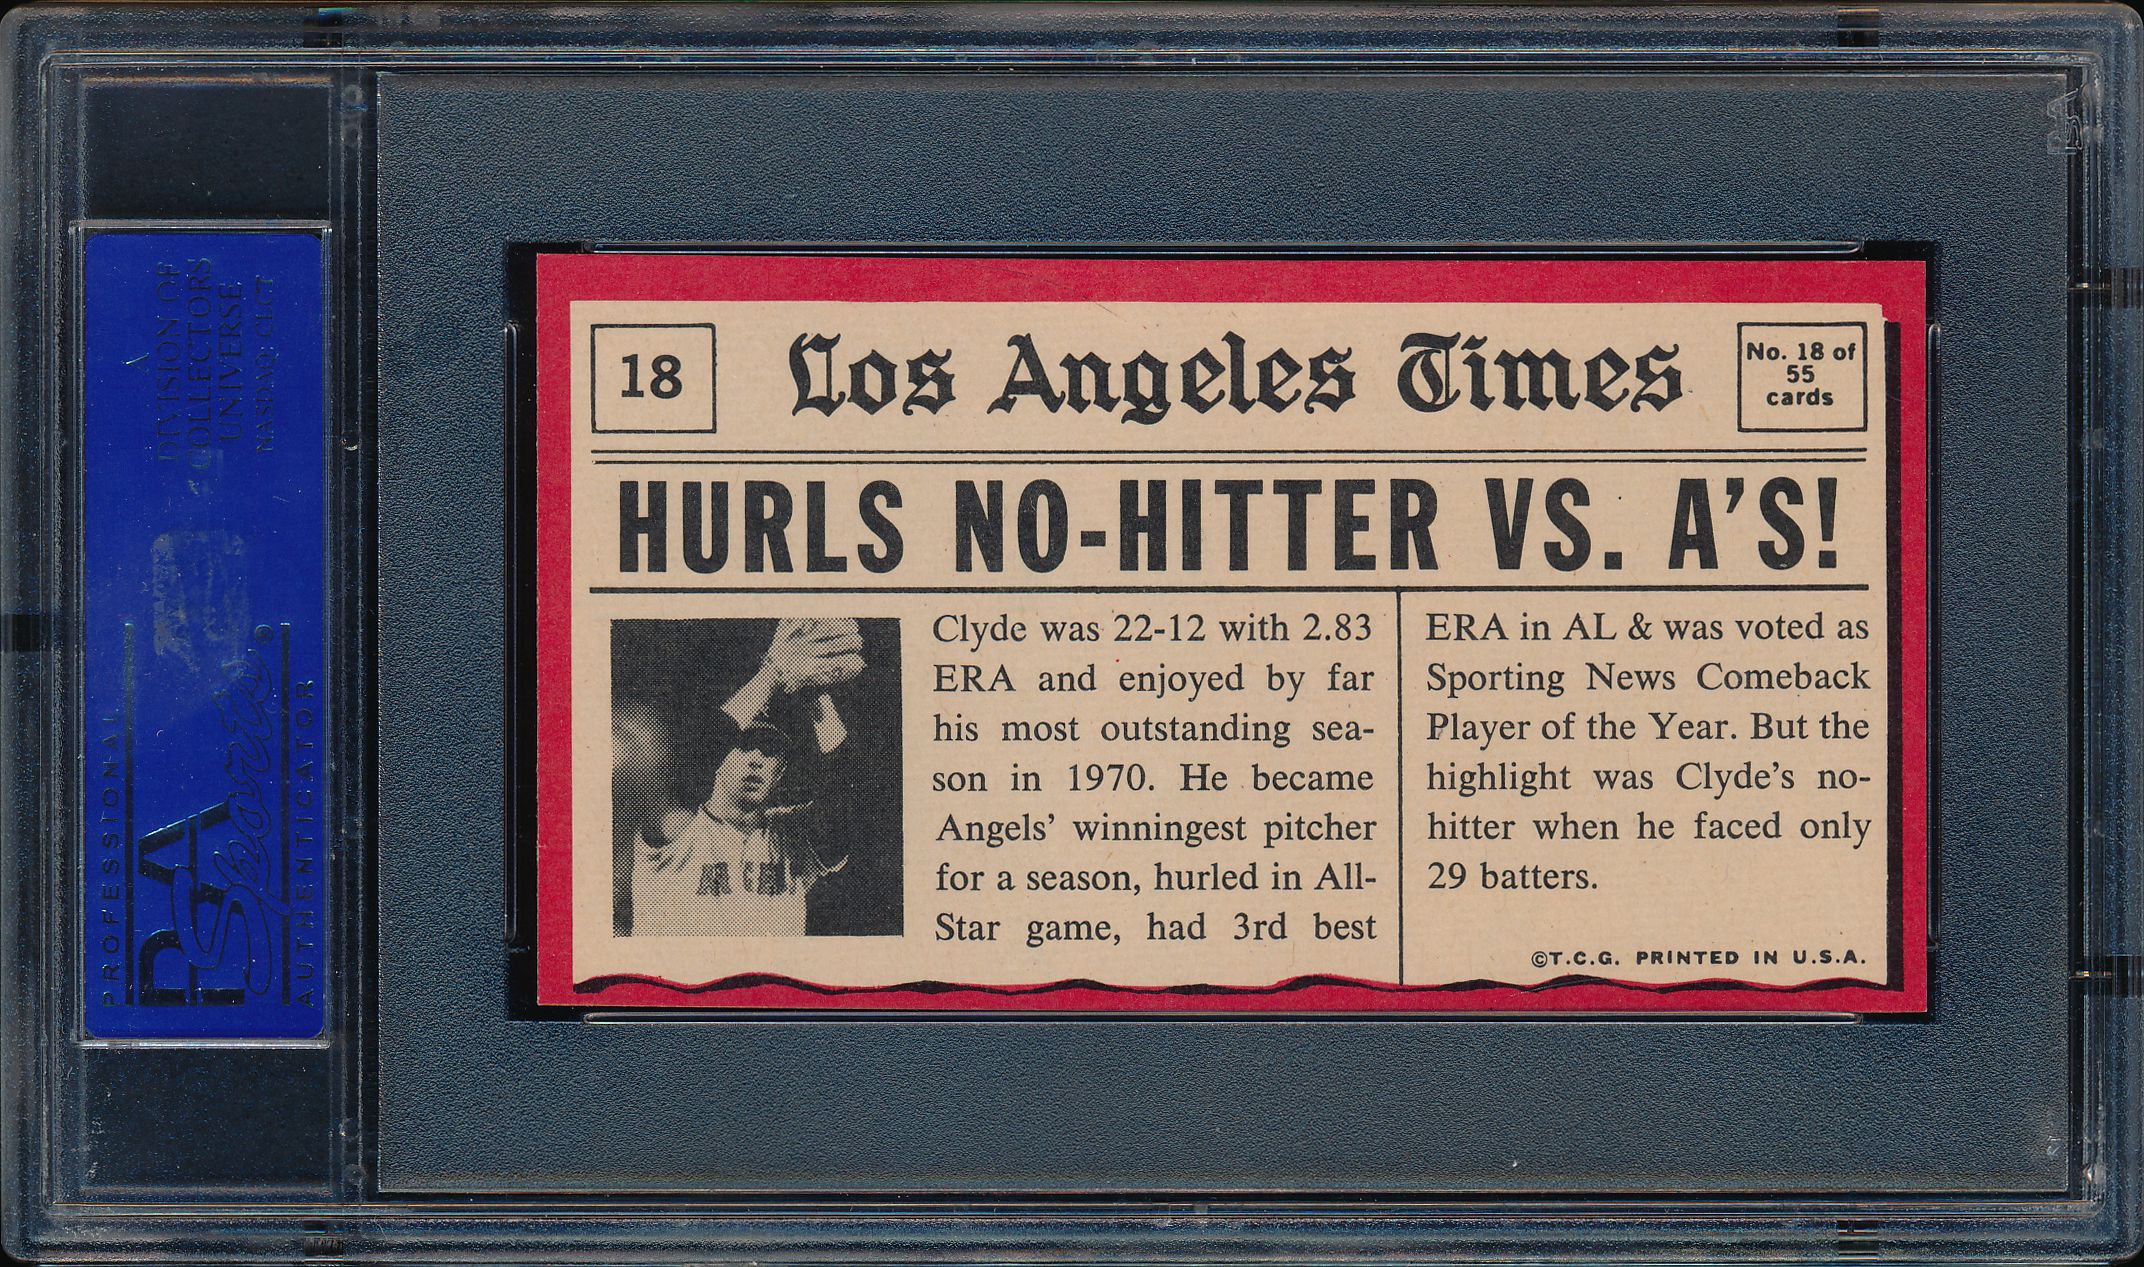 18
Los Angeles Times
No. 18 of
55
cards
HURLS NO-HITTER VS. A'S!
Clyde was 22-12 with 2.83
ERA and enjoyed by far
his most outstanding sea-
son in 1970. He became
Angels' winningest pitcher
for a season, hurled in All-
Star game, had 3rd best
ERA in AL & was voted as
Sporting News Comeback
Player of the Year. But the
highlight was Clyde's no-
hitter when he faced only
29 batters.
©T.C.G. PRINTED IN U.S.A.
A
DIVISION OF
COLLECTORS
UNIVERSE
NASDAQ: CLCT
PROFESSIONAL
PSA
Sports®
AUTHENTICATOR
PSA